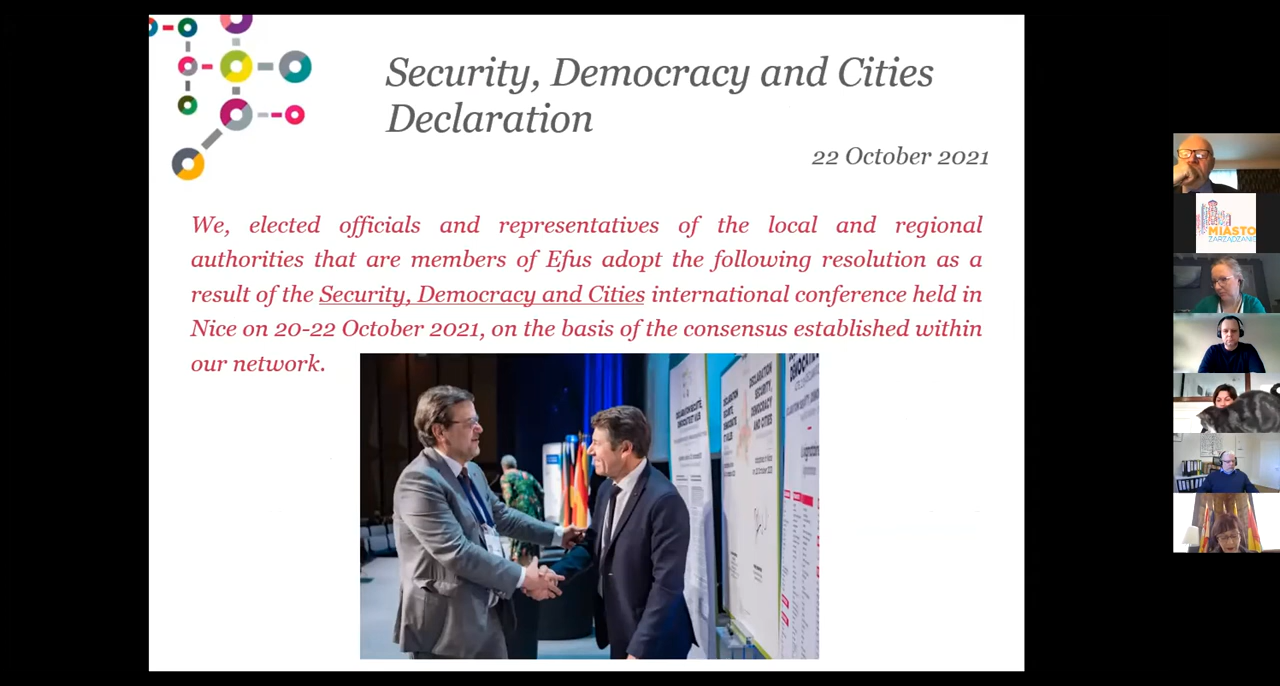 Security, Democracy and Cities
Declaration
22 October 2021
We, elected officials and representatives of the local and regional
authorities that are members of Efus adopt the following resolution as a
result of the Security, Democracy and Cities international conference held in
Nice on 20-22 October 2021, on the basis of the consensus established within
our network.
DECLARATION
SECURITY,
DEMOCRACY
AND CITIES
MIASTO